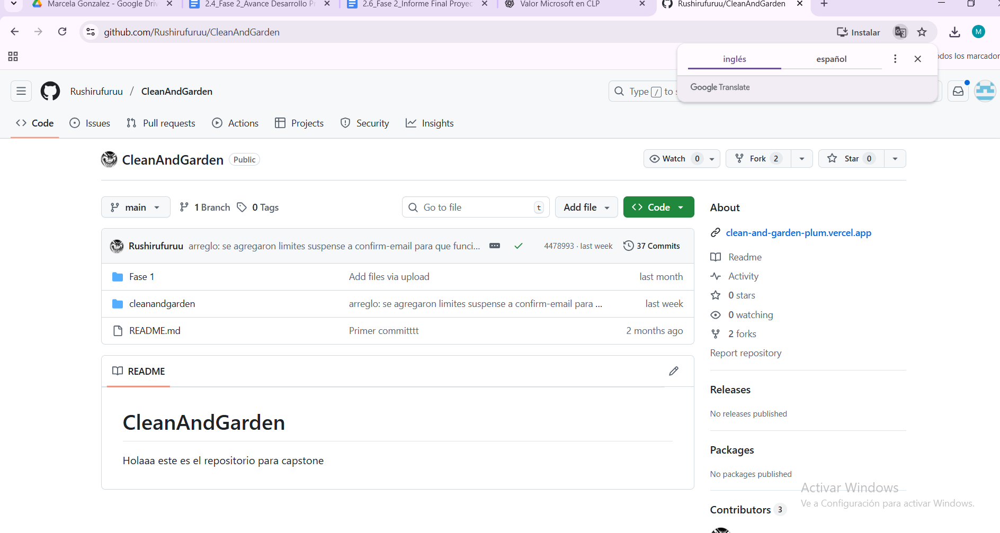 Marcela Gonzalez - Google Driv
2.4_Fase 2_Avance Desarrollo Pr
2.6_Fase 2_Informe Final Proyec
Valor Microsoft en CLP
Rushirufuruu/CleanAndGarden
github.com/Rushirufuruu/CleanAndGarden
Instalar
M
odos los marcador
inglés
español
Google Translate
Rushirufuruu / CleanAndGarden
Type / to s
Code
Issues
Pull requests
Actions
Projects
Security
Insights
CleanAndGarden Public
Watch 0
Fork 2
Star 0
main
1 Branch
0 Tags
Go to file t
Add file
Code
Rushirufuruu arreglo: se agregaron limites suspense a confirm-email para que funci... 4478993 · last week 37 Commits
Fase 1 Add files via upload last month
cleanandgarden arreglo: se agregaron limites suspense a confirm-email para ... last week
README.md Primer committtt 2 months ago
README
CleanAndGarden
Holaaa este es el repositorio para capstone
About
clean-and-garden-plum.vercel.app
Readme
Activity
0 stars
0 watching
2 forks
Report repository
Releases
No releases published
Packages
No packages published
Contributors 3
Activar Windows
Ve a Configuración para activar Windows.